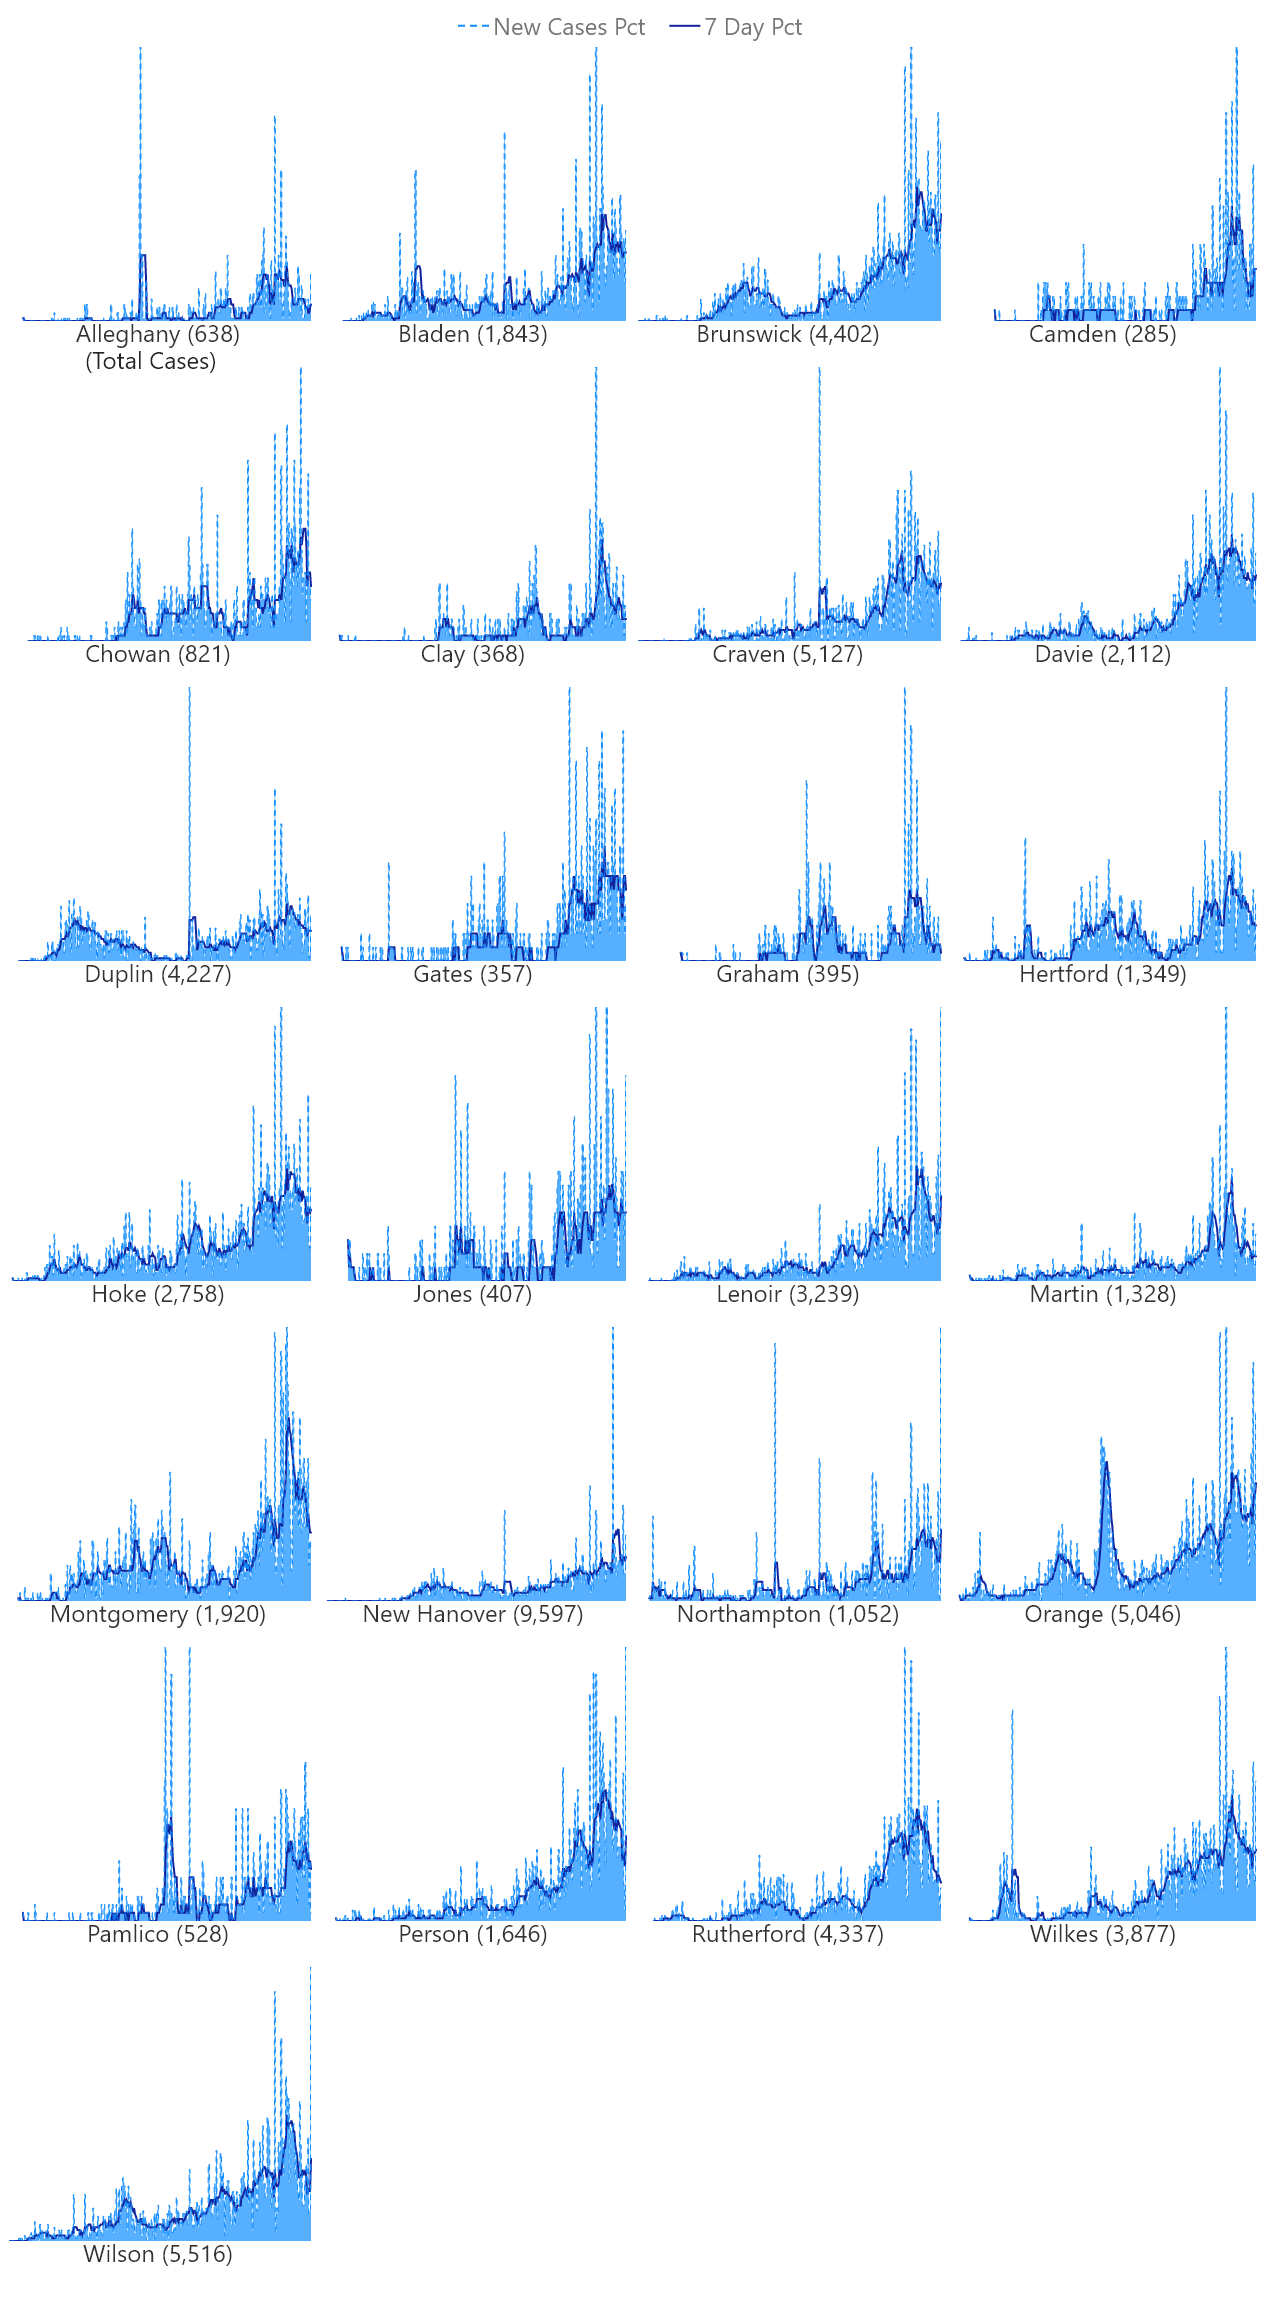 New Cases Pct 7 Day Pct
Alleghany (638) Bladen (1,843) Brunswick (4,402) Camden (285)
(Total Cases)
Chowan (821) Clay (368) Craven (5,127) Davie (2,112)
Duplin (4,227) Gates (357) Graham (395) Hertford (1,349)
Hoke (2,758) Jones (407) Lenoir (3,239) Martin (1,328)
Montgomery (1,920) New Hanover (9,597) Northampton (1,052) Orange (5,046)
Pamlico (528) Person (1,646) Rutherford (4,337) Wilkes (3,877)
Wilson (5,516)